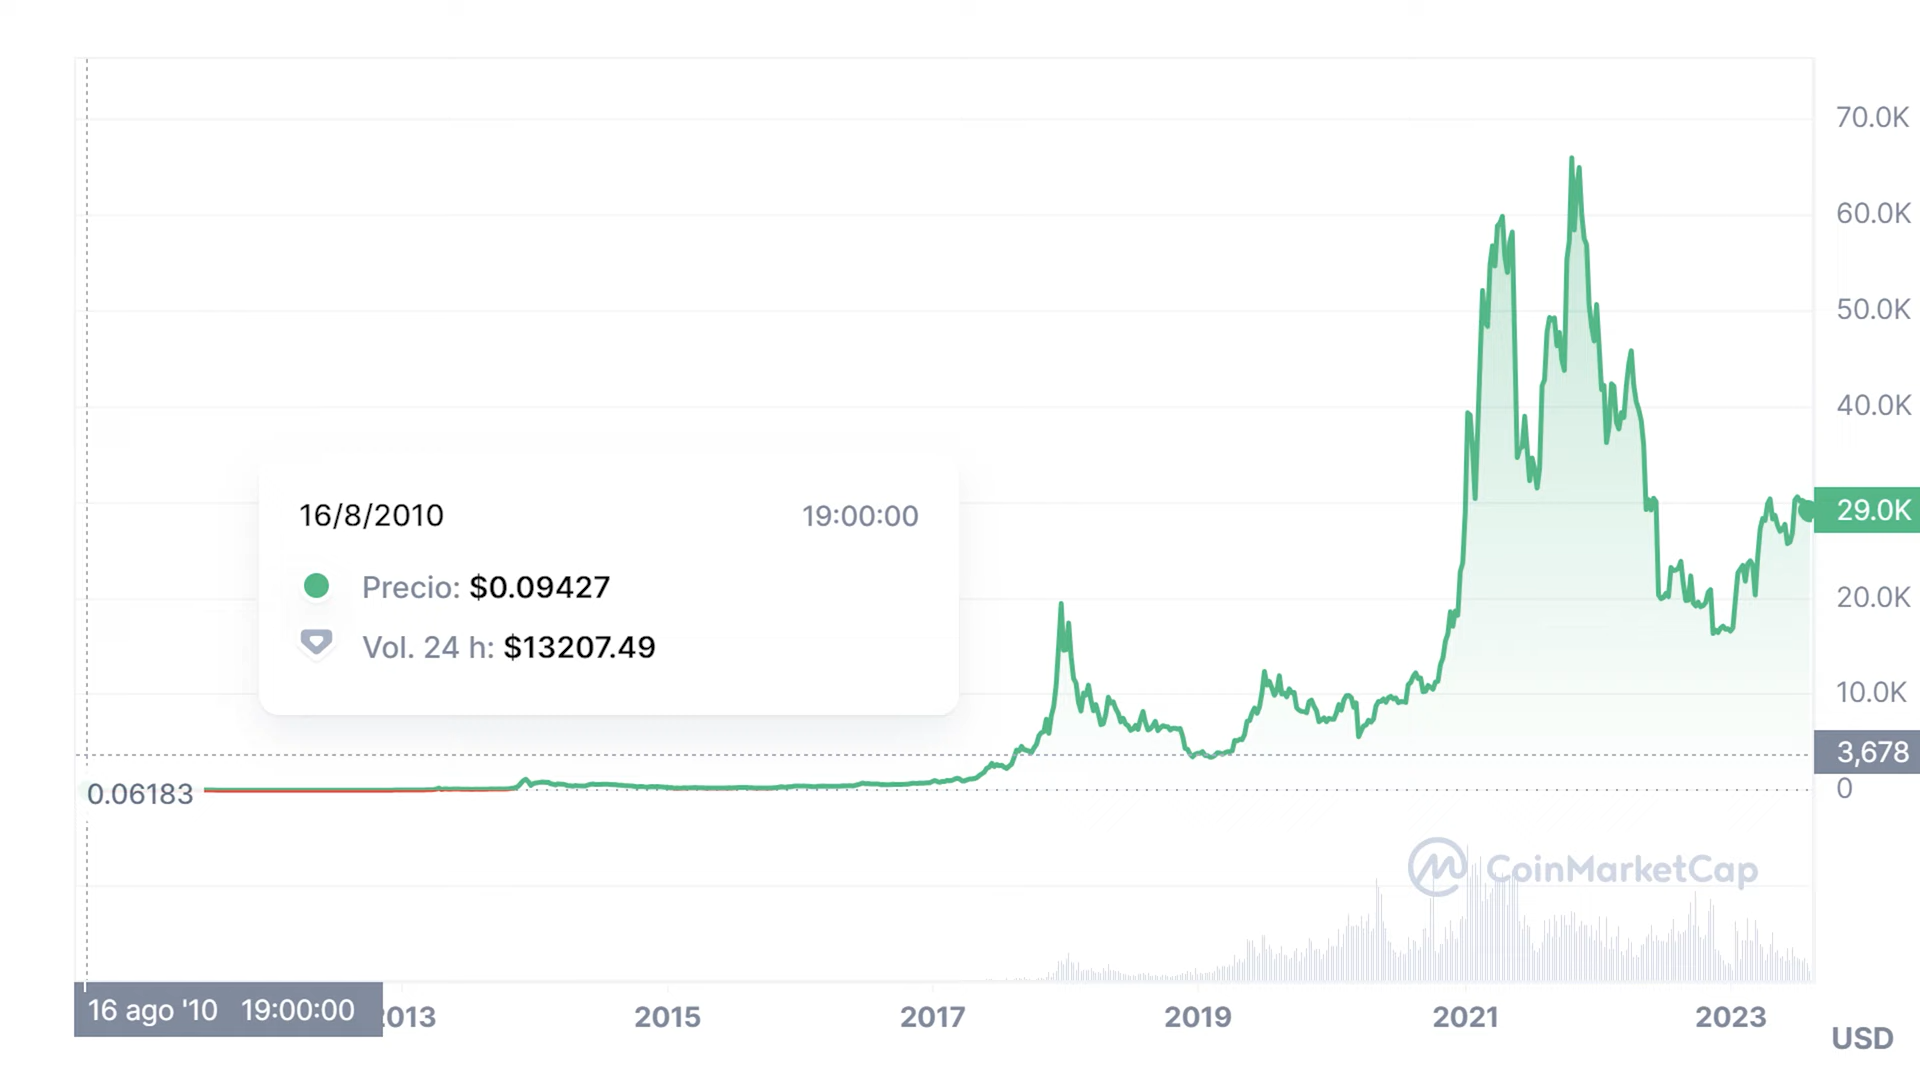 70.0K
60.0K
50.0K
40.0K
16/8/2010 19:00:00
29.0K
Precio: $0.09427
20.0K
Vol. 24 h: $13207.49
10.0K
3,678
0.06183
0
CoinMarketCap
16 ago '10 19:00:00 013 2015 2017 2019 2021 2023
USD